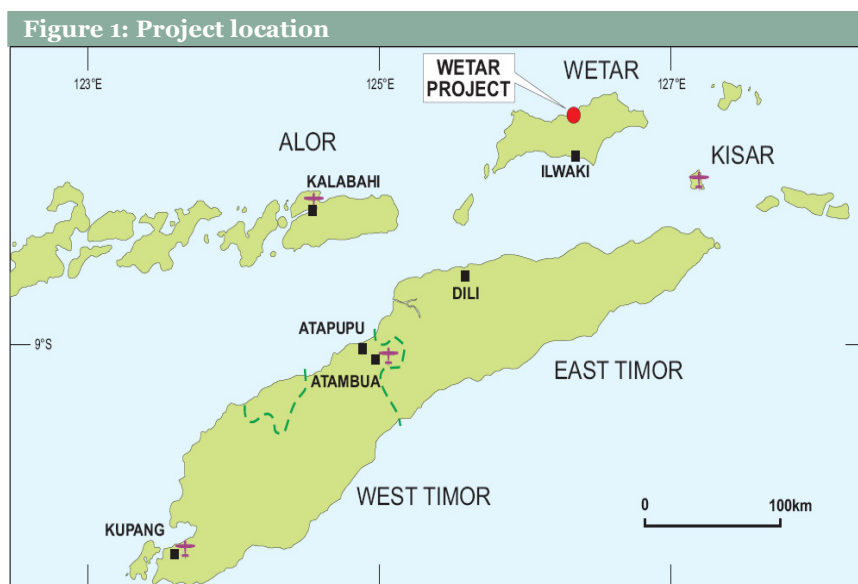 Figure 1: Project location
123°E
125°E
127°E
WETAR
PROJECT
WETAR
ALOR
KISAR
KALABAHI
ILWAKI
DILI
ATAPUPU
9°S
ATAMBUA
EAST TIMOR
WEST TIMOR
0
100km
KUPANG